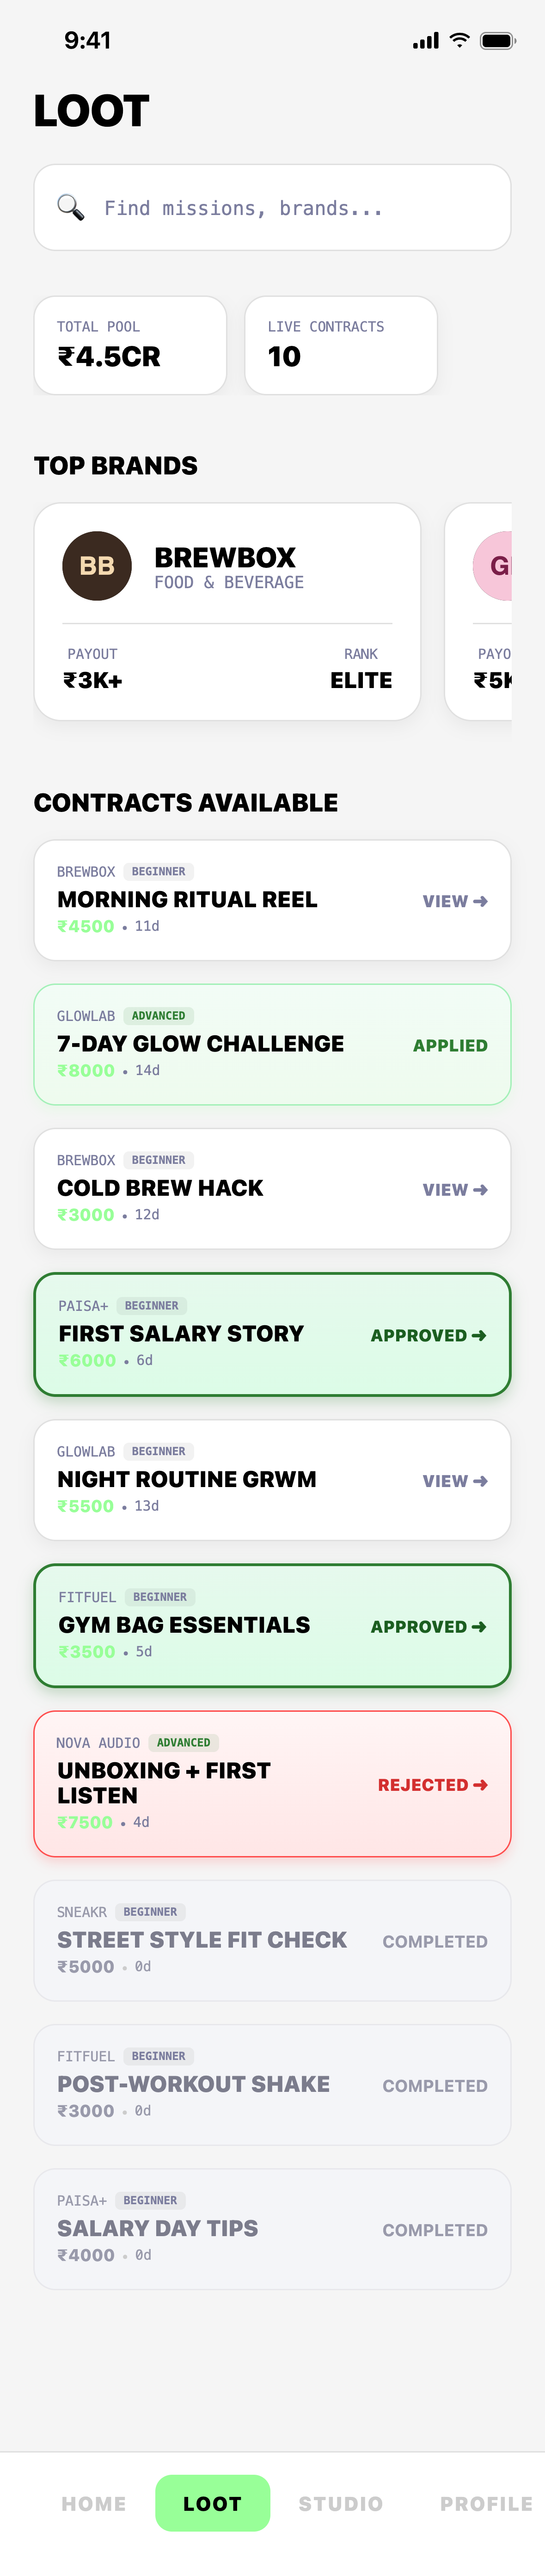 9:41
LOOT
Find missions, brands...
TOTAL POOL
₹4.5CR
LIVE CONTRACTS
10
TOP BRANDS
BB
BREWBOX
FOOD & BEVERAGE
PAYOUT
₹3K+
RANK
ELITE
CONTRACTS AVAILABLE
BREWBOX BEGINNER
MORNING RITUAL REEL
₹4500 • 11d
VIEW ➔
GLOWLAB ADVANCED
7-DAY GLOW CHALLENGE
₹8000 • 14d
APPLIED
BREWBOX BEGINNER
COLD BREW HACK
₹3000 • 12d
VIEW ➔
PAISA+ BEGINNER
FIRST SALARY STORY
₹6000 • 6d
APPROVED ➔
GLOWLAB BEGINNER
NIGHT ROUTINE GRWM
₹5500 • 13d
VIEW ➔
FITFUEL BEGINNER
GYM BAG ESSENTIALS
₹3500 • 5d
APPROVED ➔
NOVA AUDIO ADVANCED
UNBOXING + FIRST
LISTEN
₹7500 • 4d
REJECTED ➔
SNEAKR BEGINNER
STREET STYLE FIT CHECK
₹5000 • 0d
COMPLETED
FITFUEL BEGINNER
POST-WORKOUT SHAKE
₹3000 • 0d
COMPLETED
PAISA+ BEGINNER
SALARY DAY TIPS
₹4000 • 0d
COMPLETED
HOME
LOOT
STUDIO
PROFILE